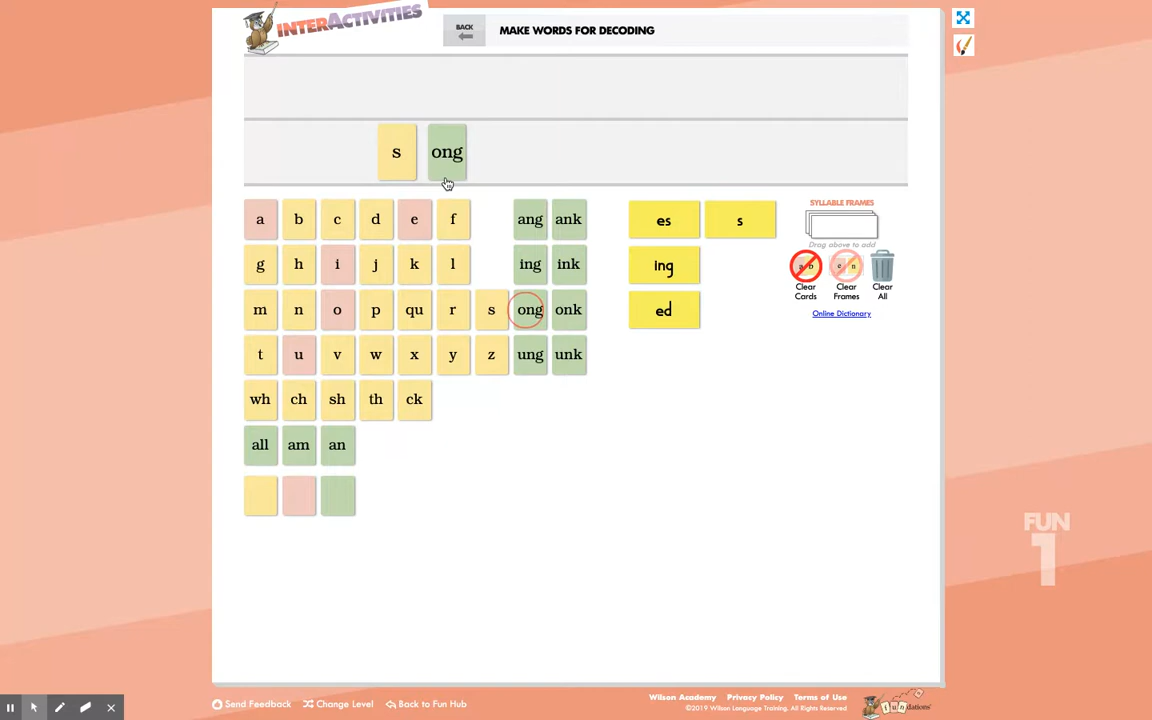 INTERACTIVITIES
BACK
MAKE WORDS FOR DECODING
s ong
a b c d e f ang ank es s
SYLLABLE FRAMES
Drag above to add
g h i j k l ing ink ing
a b e n
Clear Cards Clear Frames Clear All
m n o p qu r s ong onk ed
Online Dictionary
t u v w x y z ung unk
wh ch sh th ck
all am an
FUN
1
Send Feedback Change Level Back to Fun Hub
Wilson Academy Privacy Policy Terms of Use
©2019 Wilson Language Training. All Rights Reserved
fundations